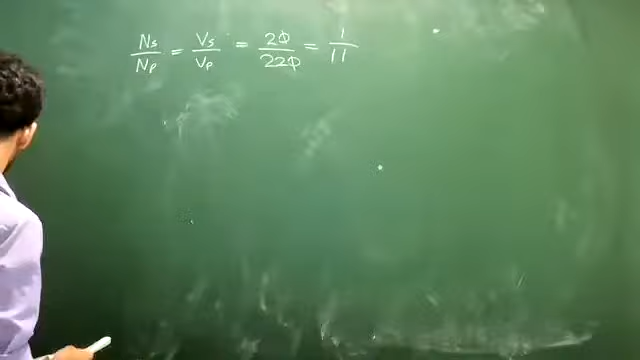 Ns/Np = Vs/Vp = 20/220 = 1/11